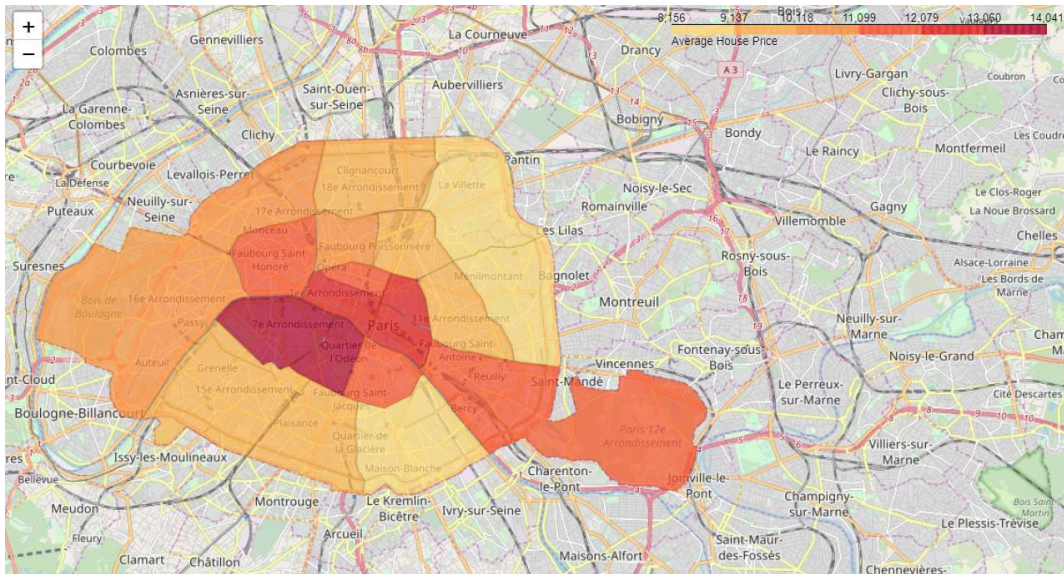 +
−
8,156 9,137 10,118 11,099 12,079 13,060 14,041
Average House Price
Colombes
Gennevilliers
La Courneuve
Drancy
A 3
Livry-Gargan
Coubron
Clichy-sous-
Bois
Asnières-sur-
Seine
Saint-Ouen-
sur-Seine
Aubervilliers
La Garenne-
Colombes
Clichy
Bobigny
Bondy
Le Raincy
Montfermeil
Les Coudre
Courbevoie
La Défense
Levallois-Perret
Pantin
Clignancourt
18e Arrondissement
La Villette
Noisy-le-Sec
Le Clos-Roger
La Noue Brossard
Puteaux
Neuilly-sur-
Seine
17e Arrondissement
Monceau
Romainville
Gagny
Villemomble
Les Lilas
Chelles
Suresnes
Faubourg Saint-
Honoré
Faubourg Poissonnière
Opéra
Ménilmontant
Bagnolet
Rosny-sous-
Bois
Alsace-Lorraine
Les Bords de
Marne
Bois de
Boulogne
16e Arrondissement
Passy
7e Arrondissement
Paris
11e Arrondissement
Montreuil
Neuilly-sur-
Marne
Auteuil
Grenelle
Quartier de
l'Odéon
Faubourg Saint-
Antoine
Reuilly
Vincennes
Saint-Mandé
Fontenay-sous-
Bois
Noisy-le-Grand
int-Cloud
15e Arrondissement
Faubourg Saint-
Jacques
Bercy
Le Perreux-
sur-Marne
Cité Descartes
Boulogne-Billancourt
Plaisance
Quartier de
la Glacière
Maison-Blanche
Paris 12e
Arrondissement
Villiers-sur-
Marne
Issy-les-Moulineaux
Bellevue
Charenton-
le-Pont
Joinville-le-
Pont
Champigny-
sur-Marne
Meudon
Montrouge
Le Kremlin-
Bicêtre
Ivry-sur-Seine
Bois Saint-
Martin
Le Plessis-Trévise
Fleury
Arcueil
Saint-Maur-
des-Fossés
Clamart
Châtillon
Maisons-Alfort
Chennevières-